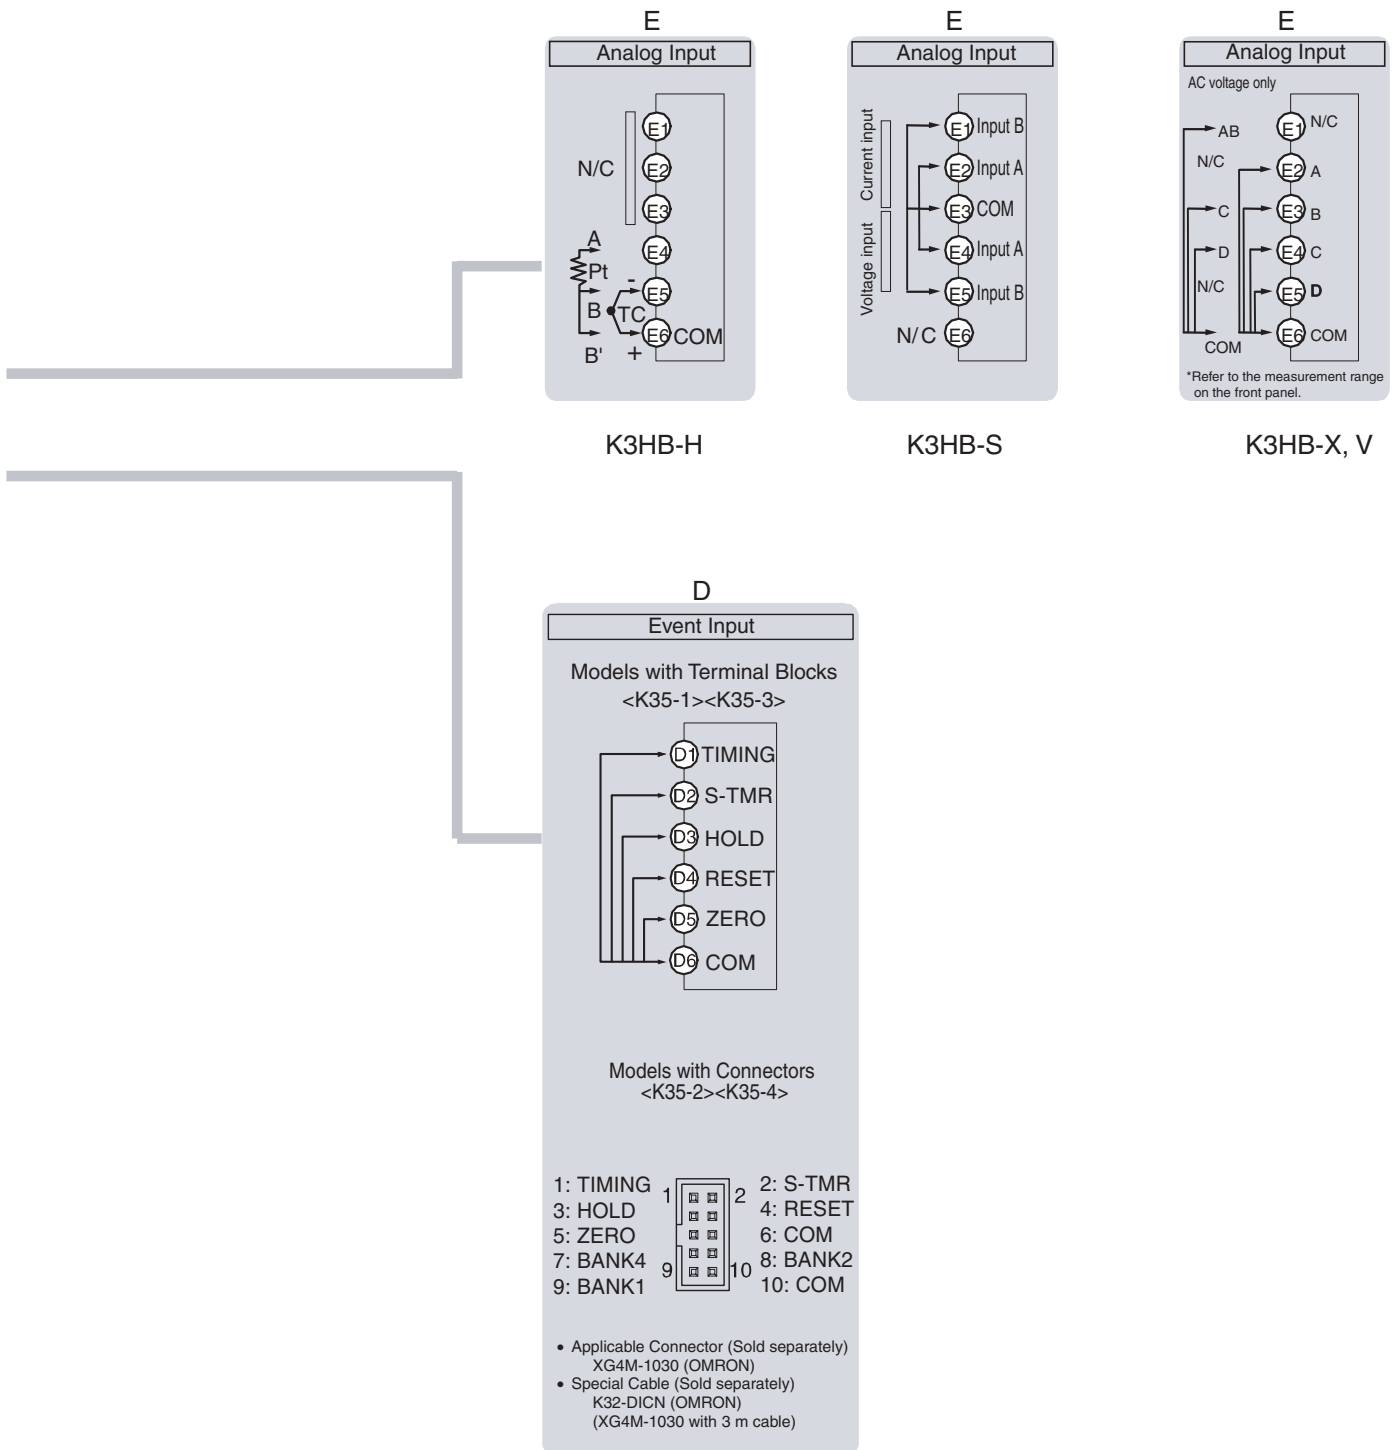 E
Analog Input
E1
N/C
E2
E3
A
E4
Pt
-
E5
B
TC
E6
COM
B'
+
K3HB-H
E
Analog Input
Current input
Voltage input
E1 Input B
E2 Input A
E3 COM
E4 Input A
E5 Input B
N/C E6
K3HB-S
E
Analog Input
AC voltage only
AB
E1 N/C
N/C
E2 A
C
E3 B
D
E4 C
N/C
E5 D
COM
E6 COM
*Refer to the measurement range
on the front panel.
K3HB-X, V
D
Event Input
Models with Terminal Blocks
<K35-1><K35-3>
D1 TIMING
D2 S-TMR
D3 HOLD
D4 RESET
D5 ZERO
D6 COM
Models with Connectors
<K35-2><K35-4>
1: TIMING
3: HOLD
5: ZERO
7: BANK4
9: BANK1
1
2
9
10
2: S-TMR
4: RESET
6: COM
8: BANK2
10: COM
• Applicable Connector (Sold separately)
XG4M-1030 (OMRON)
• Special Cable (Sold separately)
K32-DICN (OMRON)
(XG4M-1030 with 3 m cable)